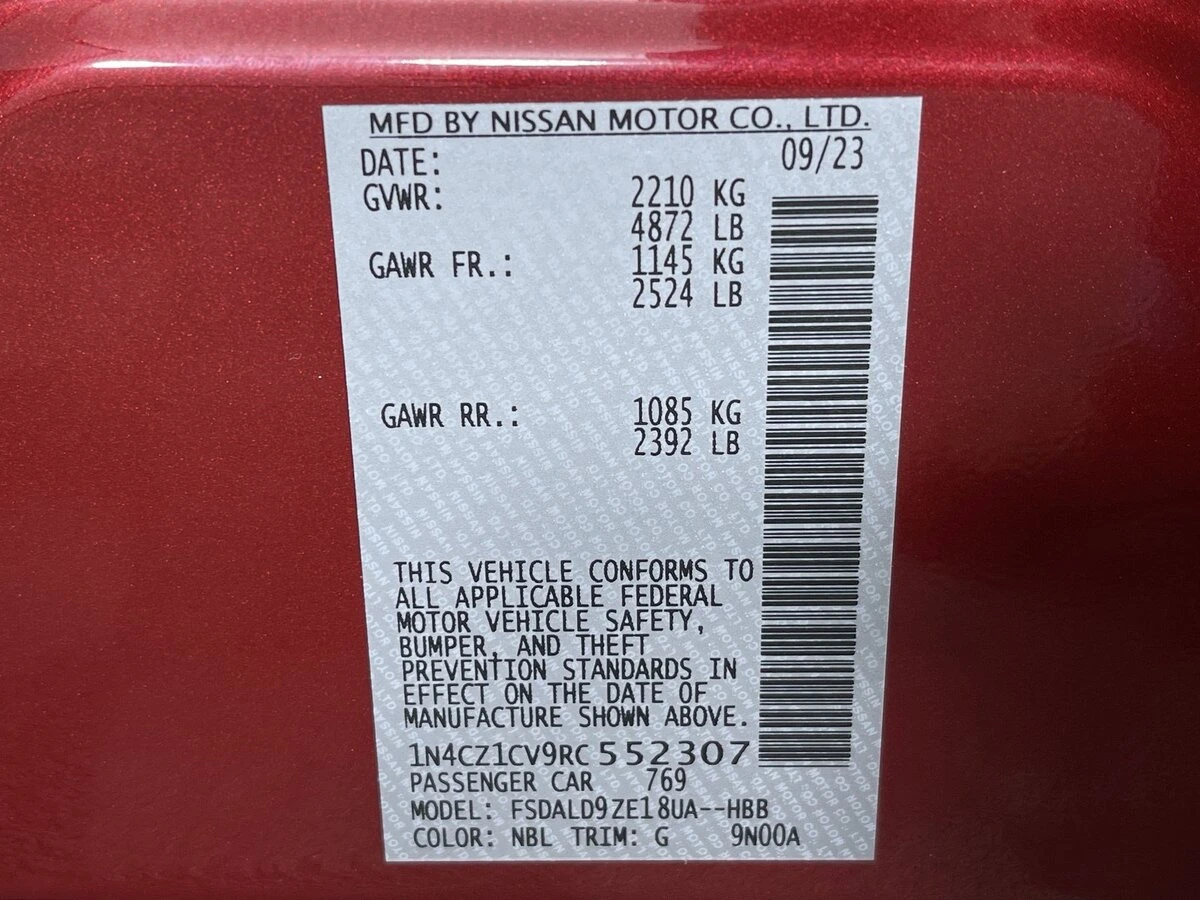 MFD BY NISSAN MOTOR CO., LTD.
DATE: 09/23
GVWR: 2210 KG
4872 LB
GAWR FR.: 1145 KG
2524 LB
GAWR RR.: 1085 KG
2392 LB
THIS VEHICLE CONFORMS TO
ALL APPLICABLE FEDERAL
MOTOR VEHICLE SAFETY,
BUMPER, AND THEFT
PREVENTION STANDARDS IN
EFFECT ON THE DATE OF
MANUFACTURE SHOWN ABOVE.
1N4CZ1CV9RC552307
PASSENGER CAR 769
MODEL: FSDALD9ZE18UA--HBB
COLOR: NBL TRIM: G 9N00A